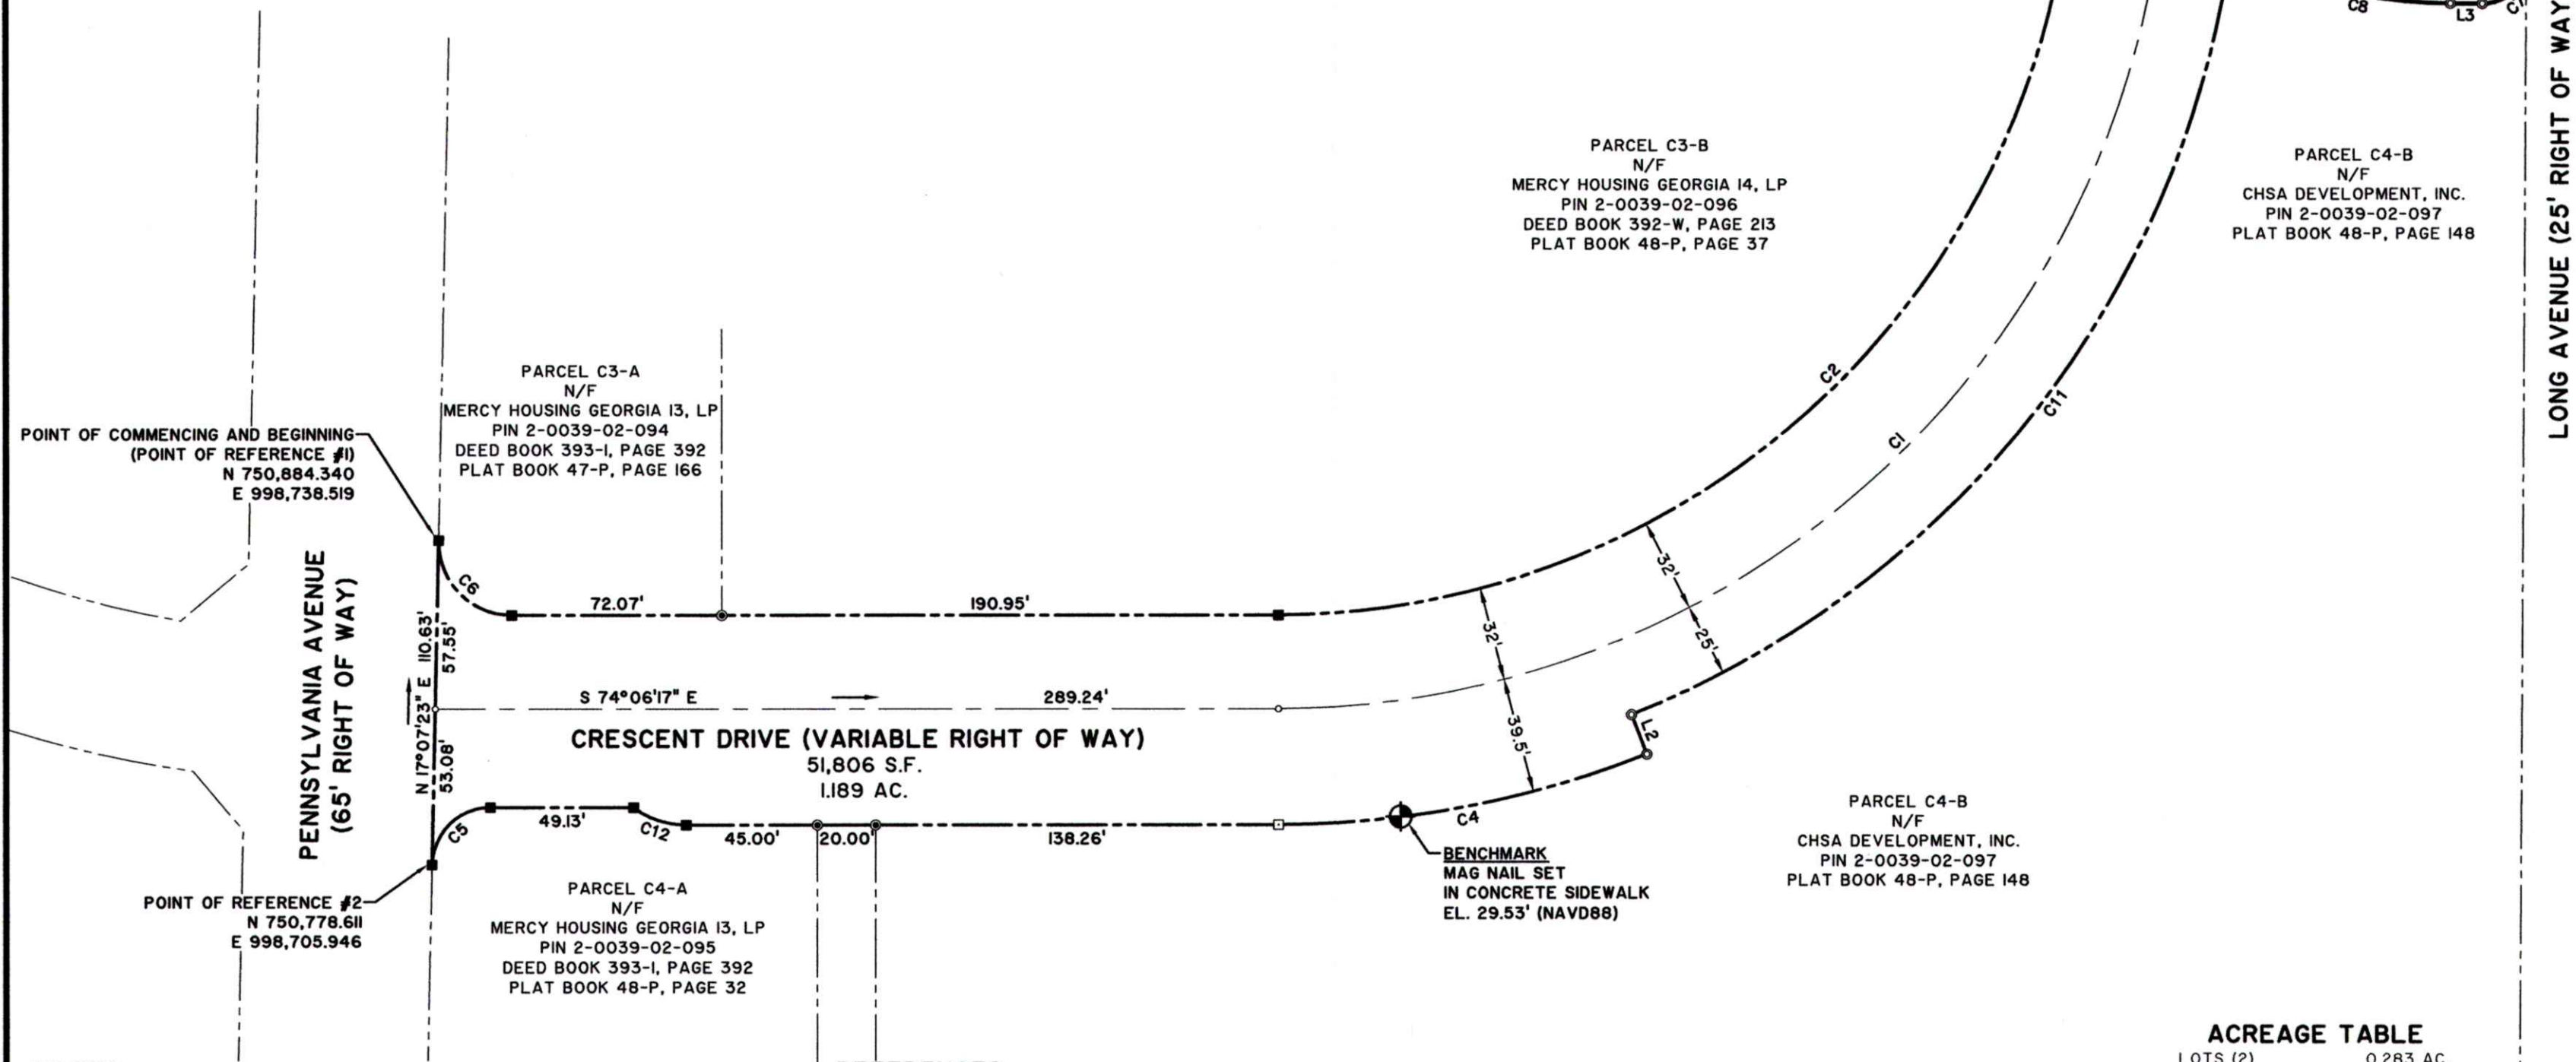 C8
L3
LONG AVENUE (25' RIGHT OF WAY
PARCEL C3-B
N/F
MERCY HOUSING GEORGIA 14, LP
PIN 2-0039-02-096
DEED BOOK 392-W, PAGE 213
PLAT BOOK 48-P, PAGE 37
PARCEL C4-B
N/F
CHSA DEVELOPMENT, INC.
PIN 2-0039-02-097
PLAT BOOK 48-P, PAGE 148
PARCEL C3-A
N/F
MERCY HOUSING GEORGIA 13, LP
PIN 2-0039-02-094
DEED BOOK 393-I, PAGE 392
PLAT BOOK 47-P, PAGE 166
C2
C11
C1
POINT OF COMMENCING AND BEGINNING
(POINT OF REFERENCE #1)
N 750,884.340
E 998,738.519
PENNSYLVANIA AVENUE
(65' RIGHT OF WAY)
C6
72.07'
190.95'
N 17°07'23" E 110.63'
57.55'
53.08'
32'
25'
32'
39.5'
L2
S 74°06'17" E
289.24'
CRESCENT DRIVE (VARIABLE RIGHT OF WAY)
51,806 S.F.
1.189 AC.
C5
49.13'
C12
45.00'
20.00'
138.26'
C4
BENCHMARK
MAG NAIL SET
IN CONCRETE SIDEWALK
EL. 29.53' (NAVD88)
PARCEL C4-B
N/F
CHSA DEVELOPMENT, INC.
PIN 2-0039-02-097
PLAT BOOK 48-P, PAGE 148
POINT OF REFERENCE #2
N 750,778.611
E 998,705.946
PARCEL C4-A
N/F
MERCY HOUSING GEORGIA 13, LP
PIN 2-0039-02-095
DEED BOOK 393-I, PAGE 392
PLAT BOOK 48-P, PAGE 32
ACREAGE TABLE
LOTS (2) 0.283 AC